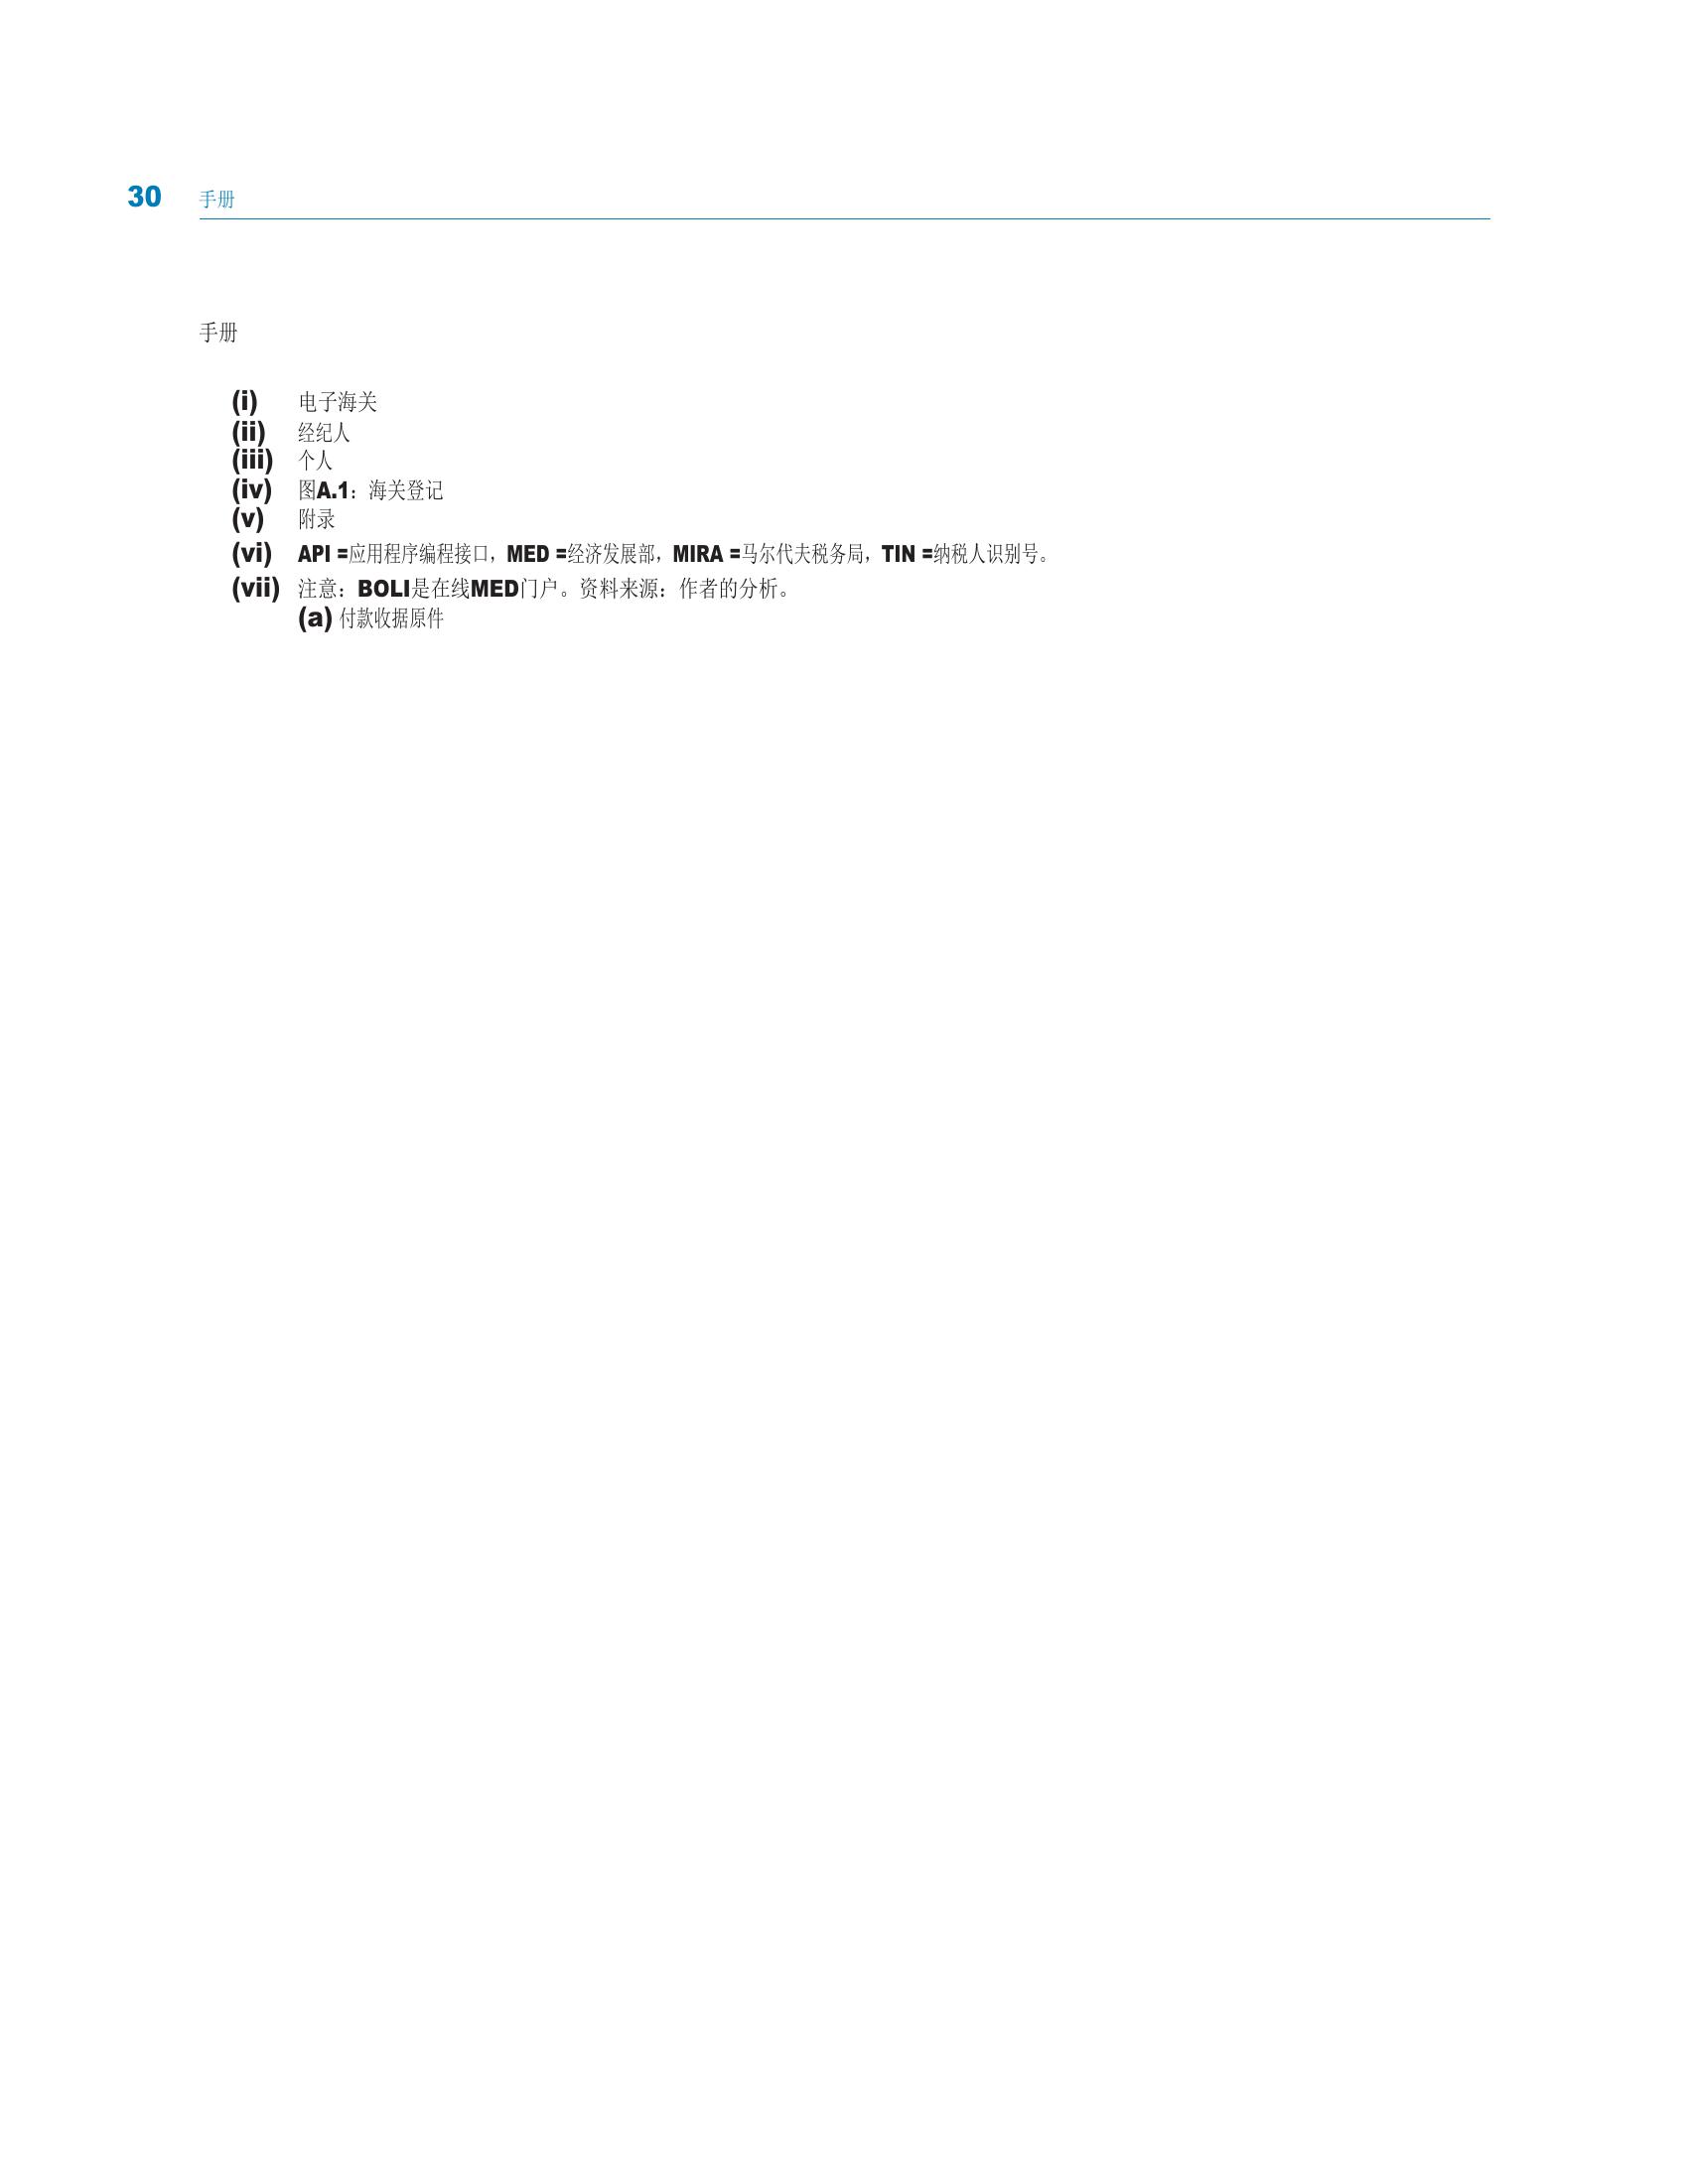 30 手册
手册
(i) 电子海关
(ii) 经纪人
(iii) 个人
(iv) 图A.1：海关登记
(v) 附录
(vi) API =应用程序编程接口，MED =经济发展部，MIRA =马尔代夫税务局，TIN =纳税人识别号。
(vii) 注意：BOLI是在线MED门户。资料来源：作者的分析。
(a) 付款收据原件